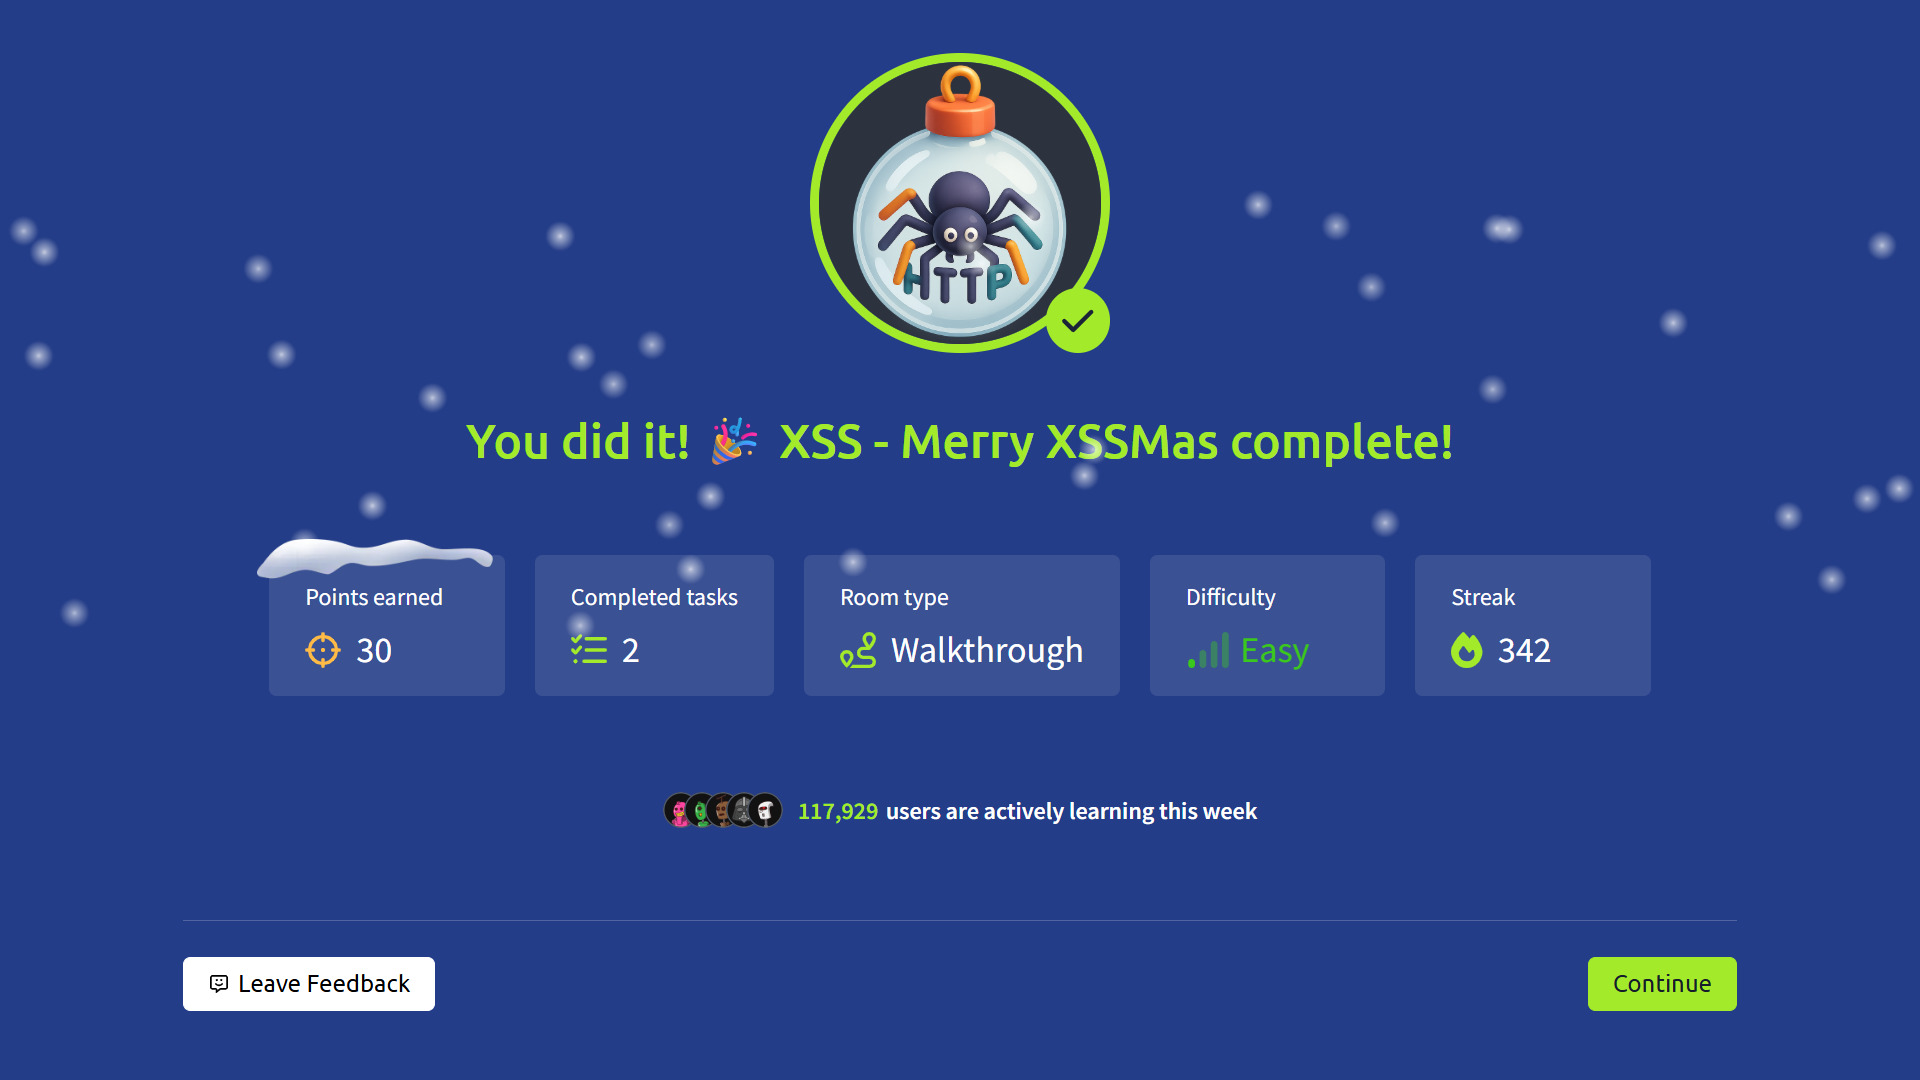 HTTP
You did it! 🎉 XSS - Merry XSSMas complete!
Points earned
30
Completed tasks
2
Room type
Walkthrough
Difficulty
Easy
Streak
342
117,929 users are actively learning this week
Leave Feedback
Continue